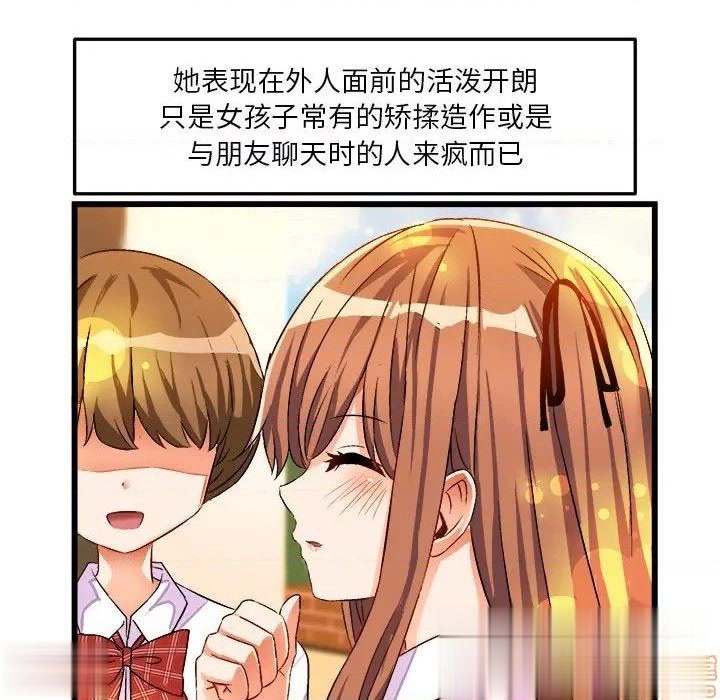 她表现在外人面前的活泼开朗
只是女孩子常有的矫揉造作或是
与朋友聊天时的人来疯而已